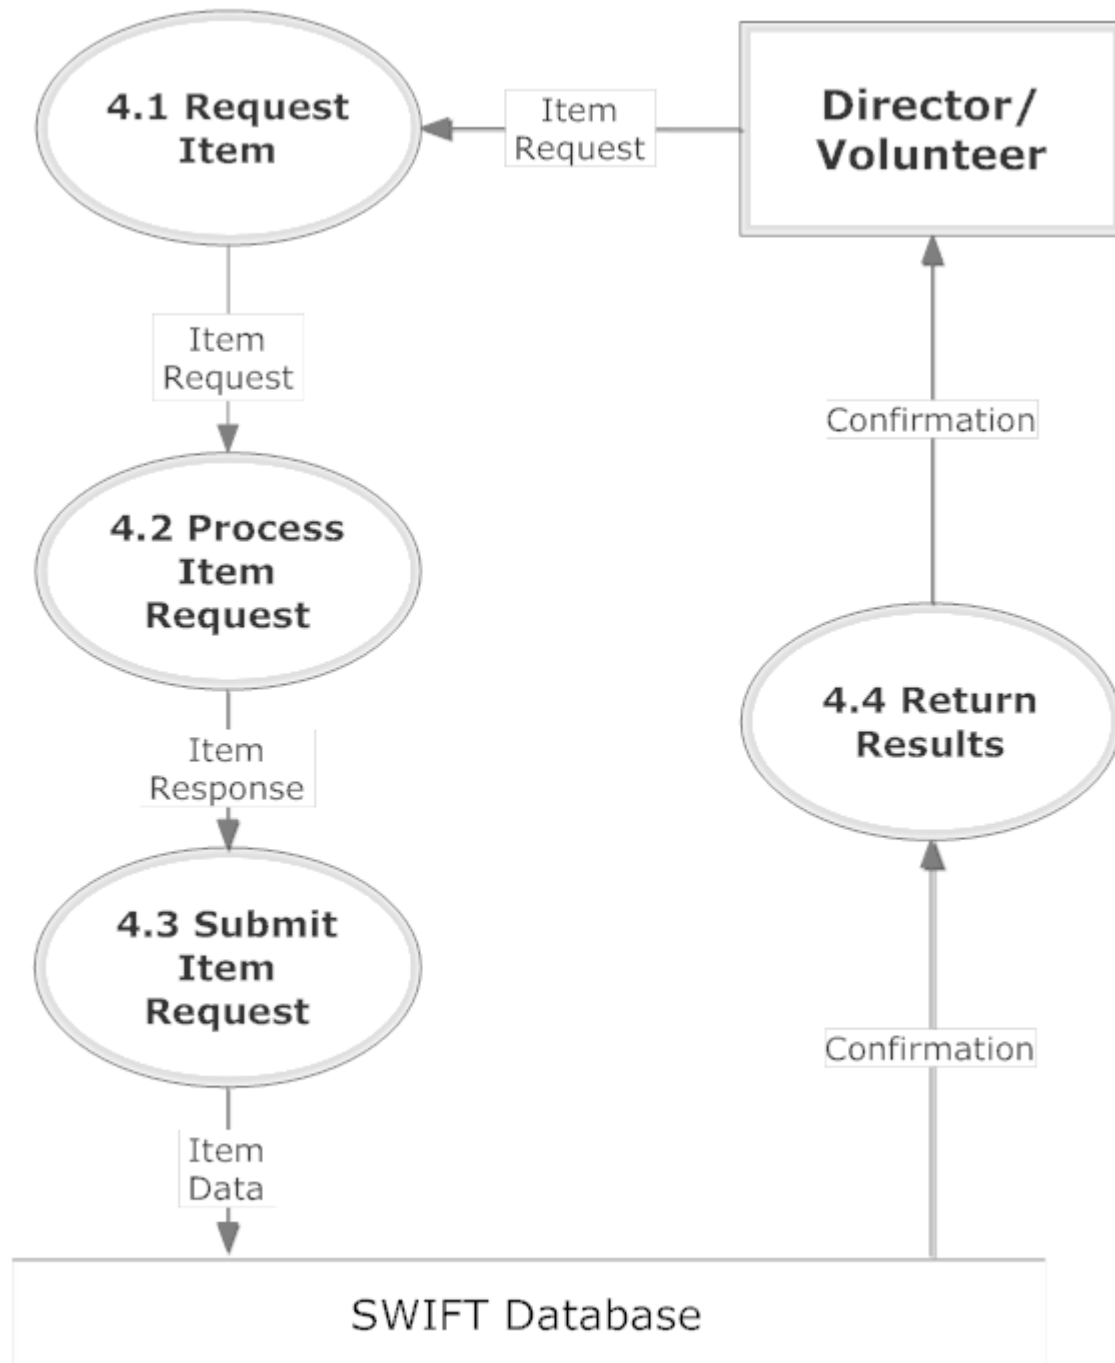 4.1 Request
Item
Item
Request
Director/
Volunteer
Item
Request
Confirmation
4.2 Process
Item
Request
4.4 Return
Results
Item
Response
4.3 Submit
Item
Request
Confirmation
Item
Data
SWIFT Database